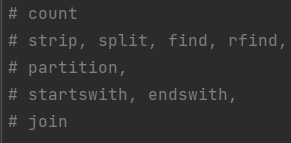 # count
# strip, split, find, rfind,
# partition,
# startswith, endswith,
# join